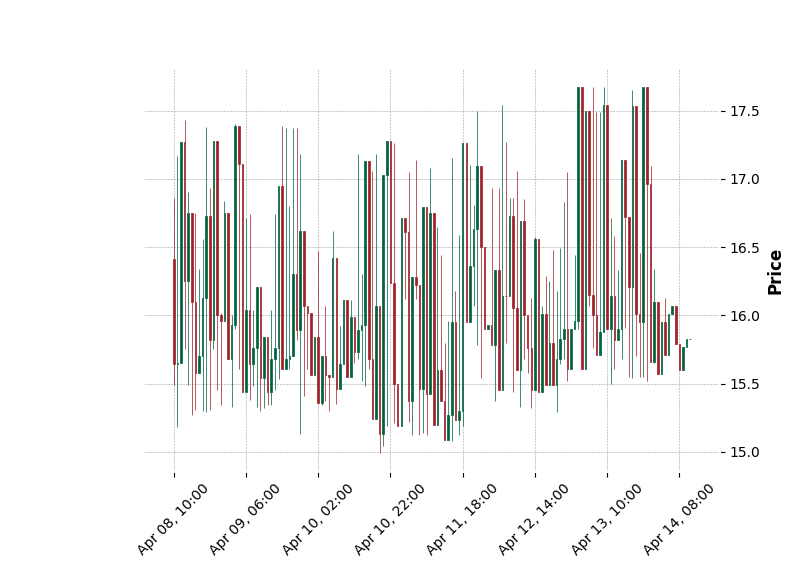 17.5
17.0
16.5
16.0
15.5
15.0
Price
Apr 08, 10:00
Apr 09, 06:00
Apr 10, 02:00
Apr 10, 22:00
Apr 11, 18:00
Apr 12, 14:00
Apr 13, 10:00
Apr 14, 08:00